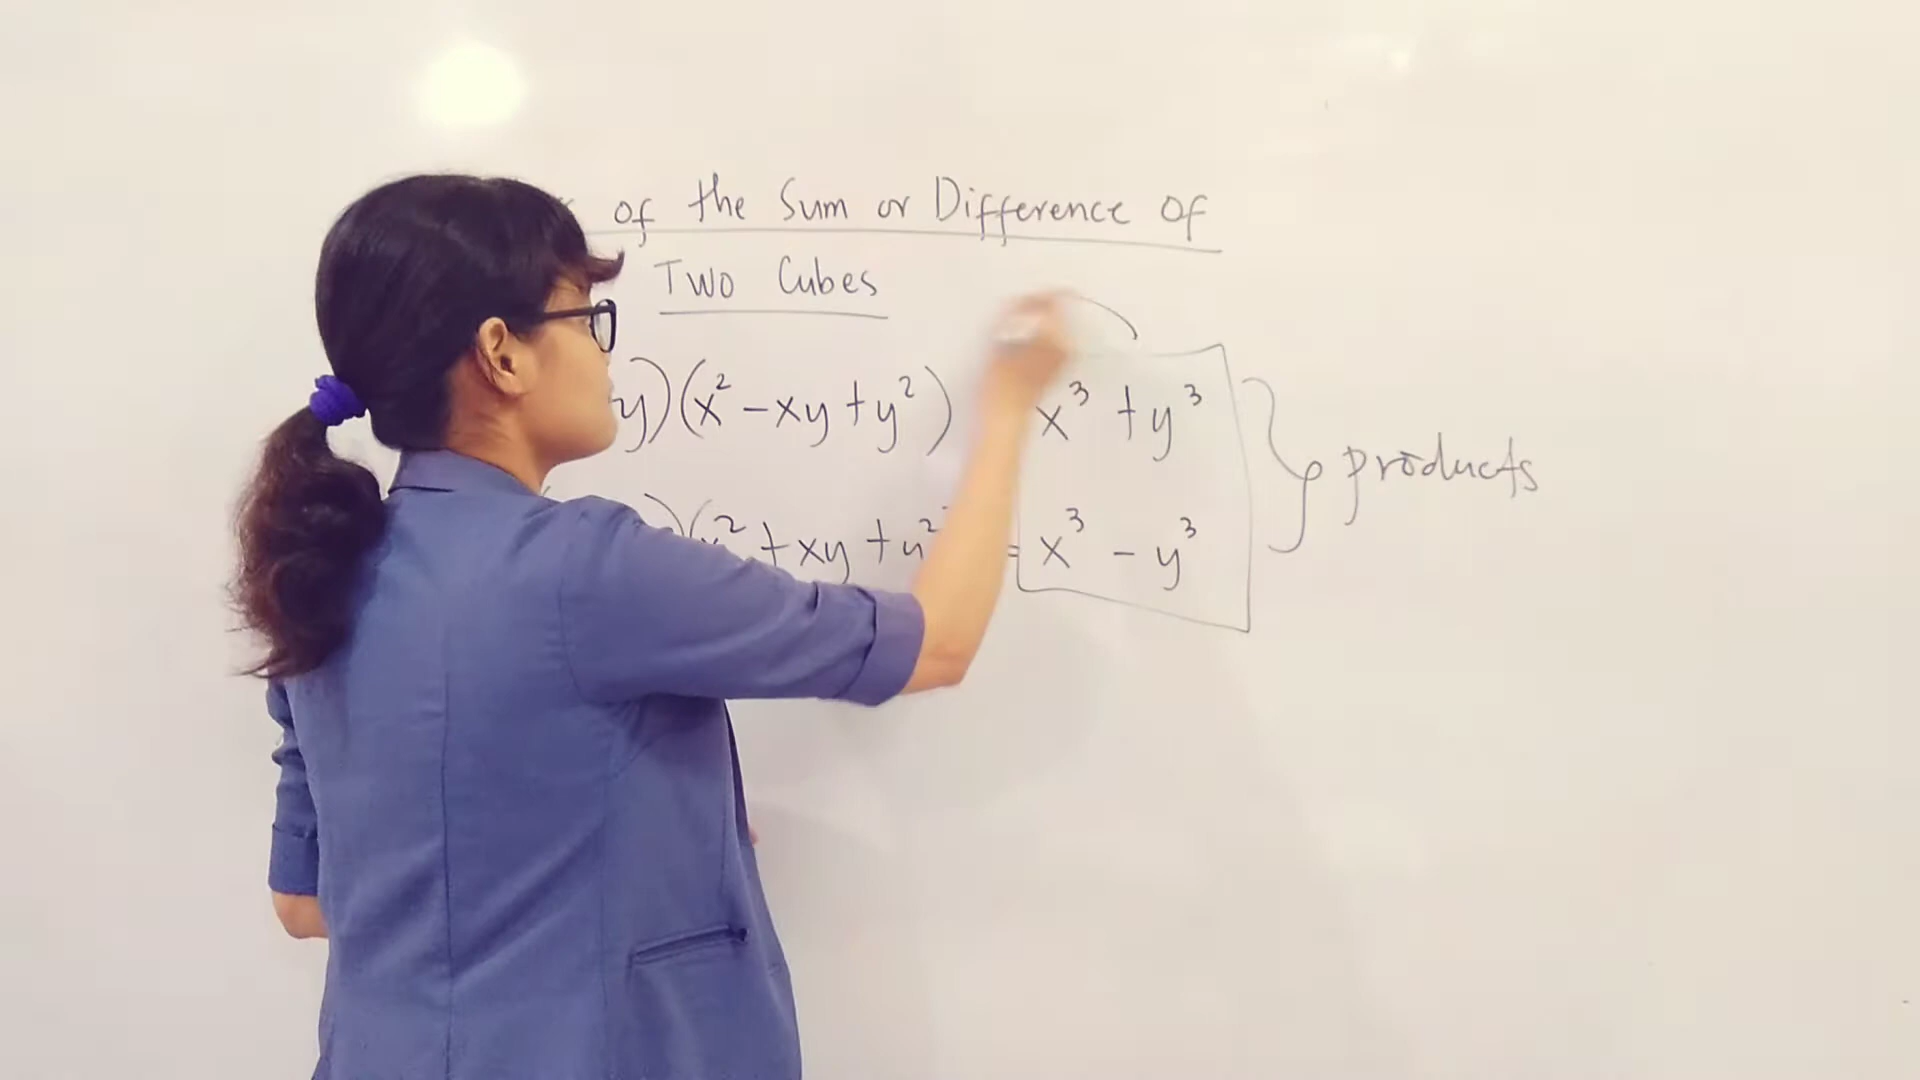 of the Sum or Difference of
Two Cubes
y)(x² - xy + y²) x³ + y³
)(x² + xy + y² = x³ - y³
products